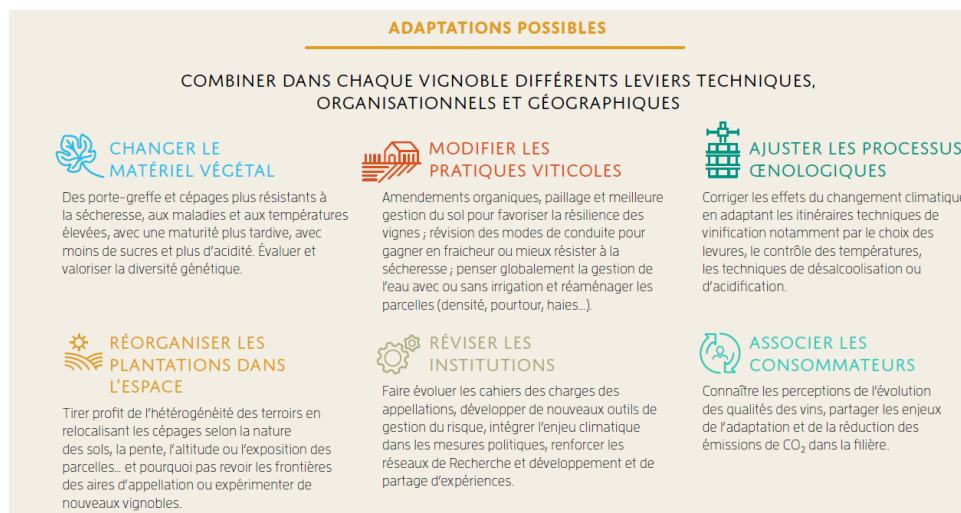 ADAPTATIONS POSSIBLES
COMBINER DANS CHAQUE VIGNOBLE DIFFÉRENTS LEVIERS TECHNIQUES,
ORGANISATIONNELS ET GÉOGRAPHIQUES
CHANGER LE
MATÉRIEL VÉGÉTAL
Des porte-greffe et cépages plus résistants à
la sécheresse, aux maladies et aux températures
élevées, avec une maturité plus tardive, avec
moins de sucres et plus d'acidité. Évaluer et
valoriser la diversité génétique.
MODIFIER LES
PRATIQUES VITICOLES
Amendements organiques, paillage et meilleure
gestion du sol pour favoriser la résilience des
vignes ; révision des modes de conduite pour
gagner en fraicheur ou mieux résister à la
sécheresse ; penser globalement la gestion de
l'eau avec ou sans irrigation et réaménager les
parcelles (densité, pourtour, haies...).
AJUSTER LES PROCESSUS
ŒNOLOGIQUES
Corriger les effets du changement climatique
en adaptant les itinéraires techniques de
vinification notamment par le choix des
levures, le contrôle des températures,
les techniques de désalcoolisation ou
d'acidification.
RÉORGANISER LES
PLANTATIONS DANS
L'ESPACE
Tirer profit de l'hétérogénéité des terroirs en
relocalisant les cépages selon la nature
des sols, la pente, l'altitude ou l'exposition des
parcelles... et pourquoi pas revoir les frontières
des aires d'appellation ou expérimenter de
nouveaux vignobles.
RÉVISER LES
INSTITUTIONS
Faire évoluer les cahiers des charges des
appellations, développer de nouveaux outils de
gestion du risque, intégrer l'enjeu climatique
dans les mesures politiques, renforcer les
réseaux de Recherche et développement et de
partage d'expériences.
ASSOCIER LES
CONSOMMATEURS
Connaître les perceptions de l'évolution
des qualités des vins, partager les enjeux
de l'adaptation et de la réduction des
émissions de CO₂ dans la filière.